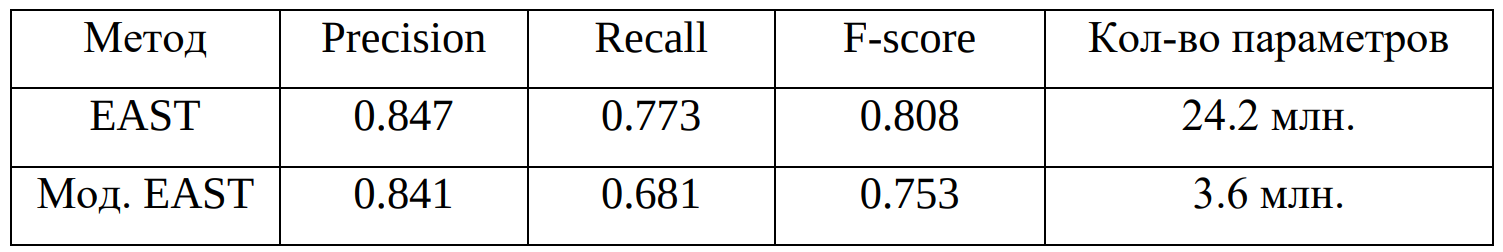 Метод Precision Recall F-score Кол-во параметров
EAST 0.847 0.773 0.808 24.2 млн.
Мод. EAST 0.841 0.681 0.753 3.6 млн.